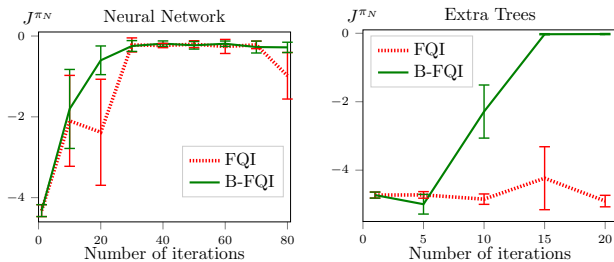 J^{π_N} Neural Network
0
−2
−4
FQI
B-FQI
0 20 40 60 80
Number of iterations
J^{π_N} Extra Trees
0
−2
−4
FQI
B-FQI
0 5 10 15 20
Number of iterations